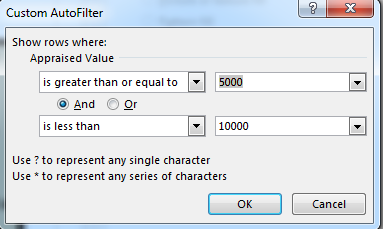 Custom AutoFilter
Show rows where:
Appraised Value
is greater than or equal to 5000
And Or
is less than 10000
Use ? to represent any single character
Use * to represent any series of characters
OK Cancel